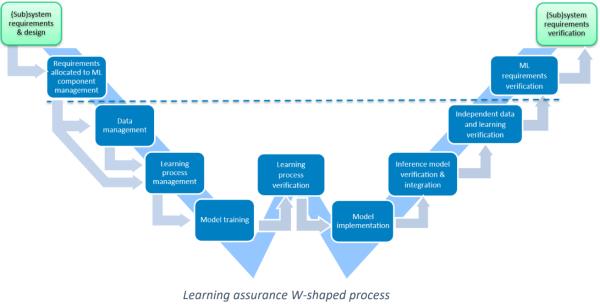 (Sub)system
requirements
& design
(Sub)system
requirements
verification
Requirements
allocated to ML
component
management
ML
requirements
verification
Data
management
Independent data
and learning
verification
Learning
process
management
Learning
process
verification
Inference model
verification &
integration
Model training
Model
implementation
Learning assurance W-shaped process